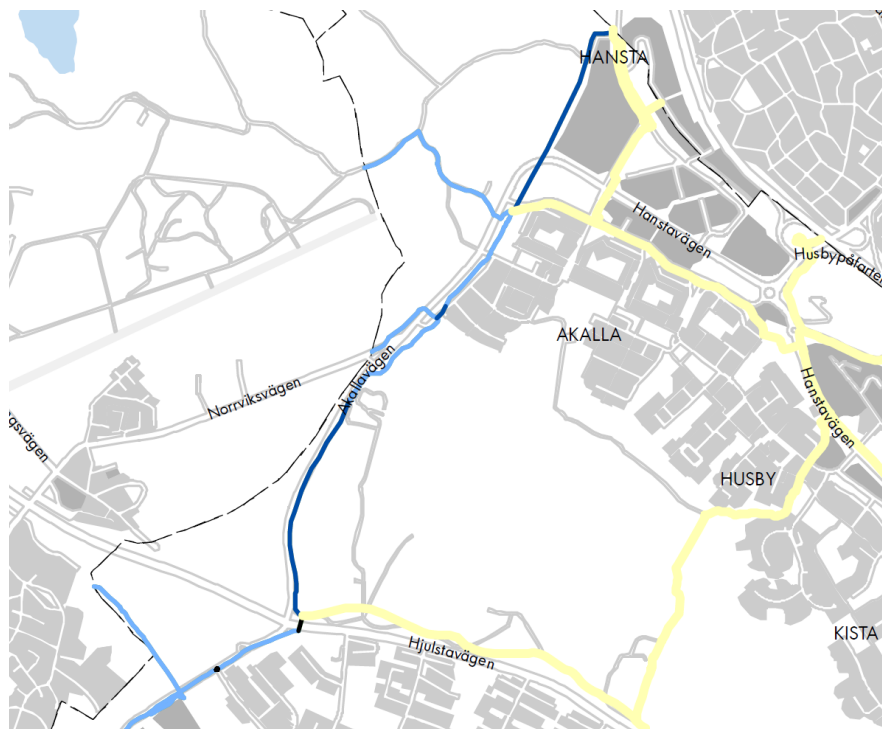 HANSTA
Hanstavägen
Husbypåfarten
AKALLA
Akallavägen
Norrviksvägen
Hanstavägen
HUSBY
KISTA
Hjulstavägen